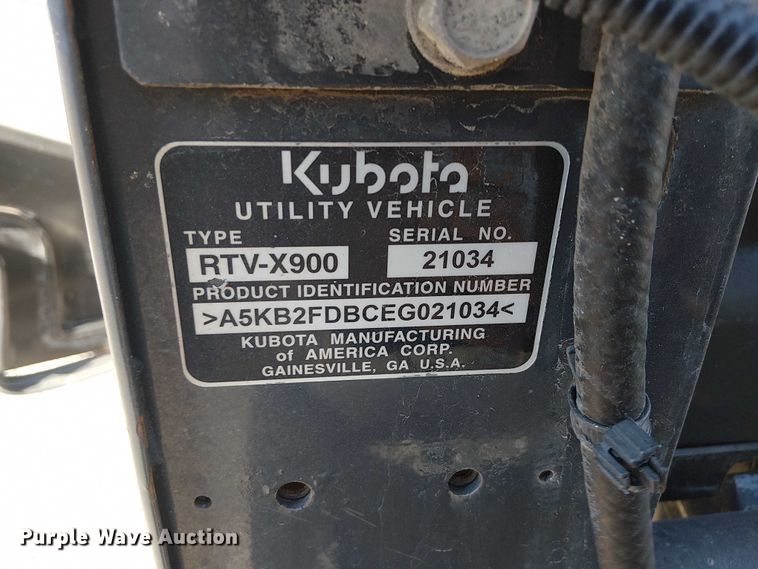 Kubota
UTILITY VEHICLE
TYPE SERIAL NO.
RTV-X900 21034
PRODUCT IDENTIFICATION NUMBER
>A5KB2FDBCEG021034<
KUBOTA MANUFACTURING
of AMERICA CORP.
GAINESVILLE, GA U.S.A.
Purple Wave Auction